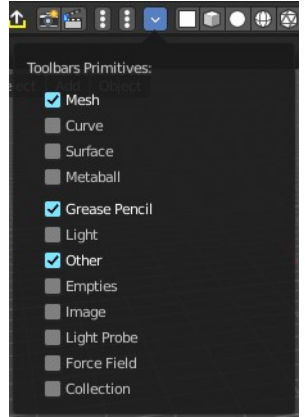 Toolbars Primitives:
Mesh
Curve
Surface
Metaball
Grease Pencil
Light
Other
Empties
Image
Light Probe
Force Field
Collection